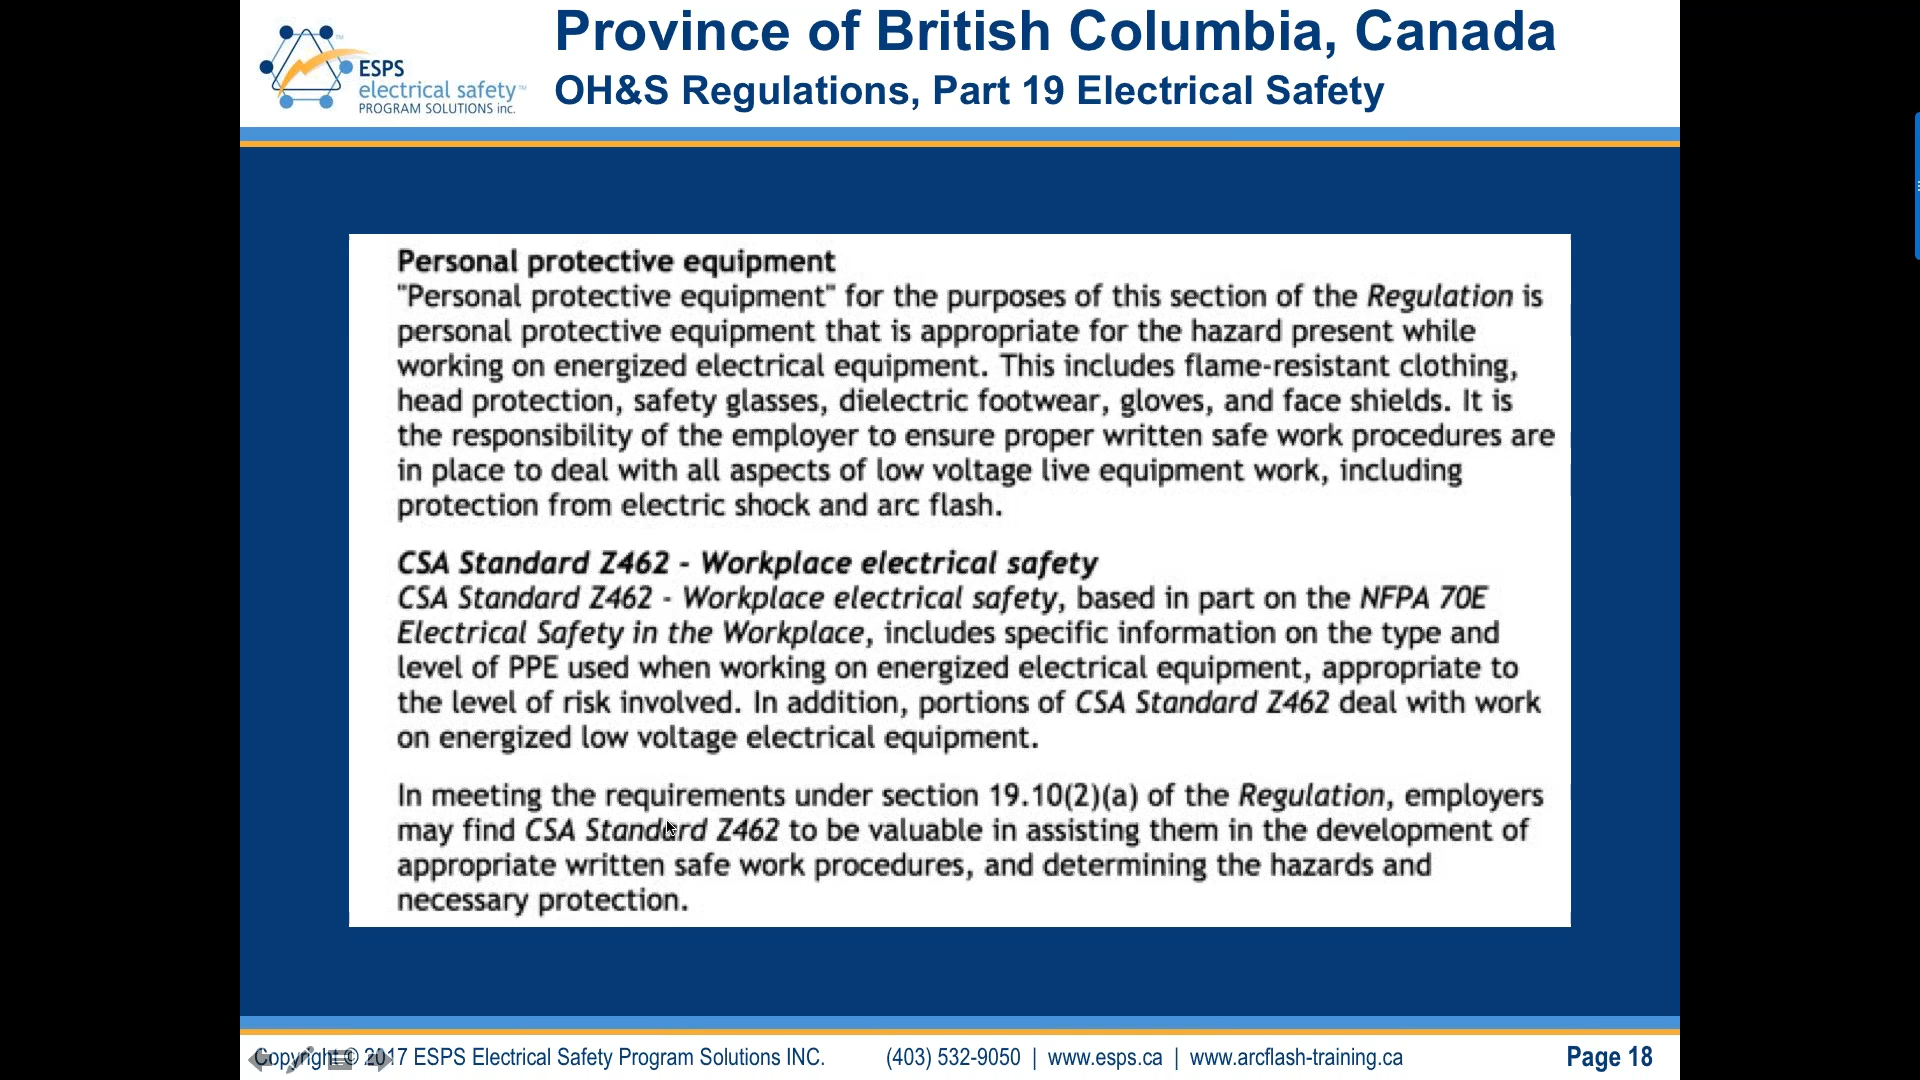 Province of British Columbia, Canada
OH&S Regulations, Part 19 Electrical Safety
ESPS
electrical safety™
PROGRAM SOLUTIONS inc.
Personal protective equipment
"Personal protective equipment" for the purposes of this section of the Regulation is
personal protective equipment that is appropriate for the hazard present while
working on energized electrical equipment. This includes flame-resistant clothing,
head protection, safety glasses, dielectric footwear, gloves, and face shields. It is
the responsibility of the employer to ensure proper written safe work procedures are
in place to deal with all aspects of low voltage live equipment work, including
protection from electric shock and arc flash.
CSA Standard Z462 - Workplace electrical safety
CSA Standard Z462 - Workplace electrical safety, based in part on the NFPA 70E
Electrical Safety in the Workplace, includes specific information on the type and
level of PPE used when working on energized electrical equipment, appropriate to
the level of risk involved. In addition, portions of CSA Standard Z462 deal with work
on energized low voltage electrical equipment.
In meeting the requirements under section 19.10(2)(a) of the Regulation, employers
may find CSA Standard Z462 to be valuable in assisting them in the development of
appropriate written safe work procedures, and determining the hazards and
necessary protection.
Copyright © 2017 ESPS Electrical Safety Program Solutions INC. (403) 532-9050 | www.esps.ca | www.arcflash-training.ca Page 18